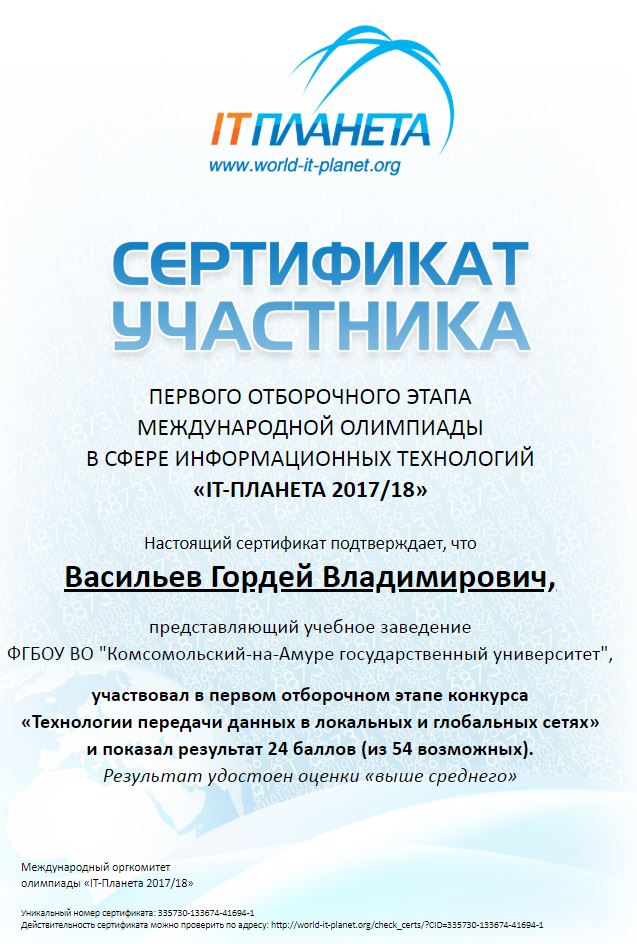 ITПЛАНЕТА
www.world-it-planet.org
СЕРТИФИКАТ
УЧАСТНИКА
ПЕРВОГО ОТБОРОЧНОГО ЭТАПА
МЕЖДУНАРОДНОЙ ОЛИМПИАДЫ
В СФЕРЕ ИНФОРМАЦИОННЫХ ТЕХНОЛОГИЙ
«IT-ПЛАНЕТА 2017/18»
Настоящий сертификат подтверждает, что
Васильев Гордей Владимирович,
представляющий учебное заведение
ФГБОУ ВО "Комсомольский-на-Амуре государственный университет",
участвовал в первом отборочном этапе конкурса
«Технологии передачи данных в локальных и глобальных сетях»
и показал результат 24 баллов (из 54 возможных).
Результат удостоен оценки «выше среднего»
Международный оргкомитет
олимпиады «IT-Планета 2017/18»
Уникальный номер сертификата: 335730-133674-41694-1
Действительность сертификата можно проверить по адресу: http://world-it-planet.org/check_certs/?CID=335730-133674-41694-1